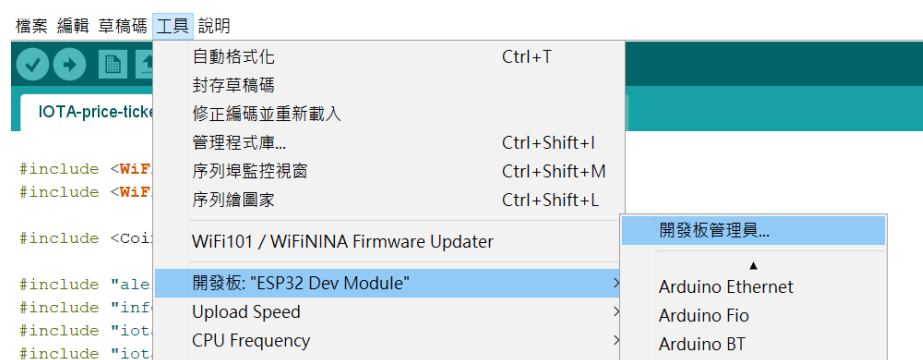 檔案 編輯 草稿碼 工具 說明
自動格式化 Ctrl+T
封存草稿碼
IOTA-price-ticke
修正編碼並重新載入
管理程式庫... Ctrl+Shift+I
#include <WiF
序列埠監控視窗 Ctrl+Shift+M
#include <WiF
序列繪圖家 Ctrl+Shift+L
#include <Coi
WiFi101 / WiFiNINA Firmware Updater
開發板管理員...
#include "ale
開發板: "ESP32 Dev Module"
Arduino Ethernet
#include "inf
Upload Speed
Arduino Fio
#include "iot
CPU Frequency
Arduino BT
#include "iot